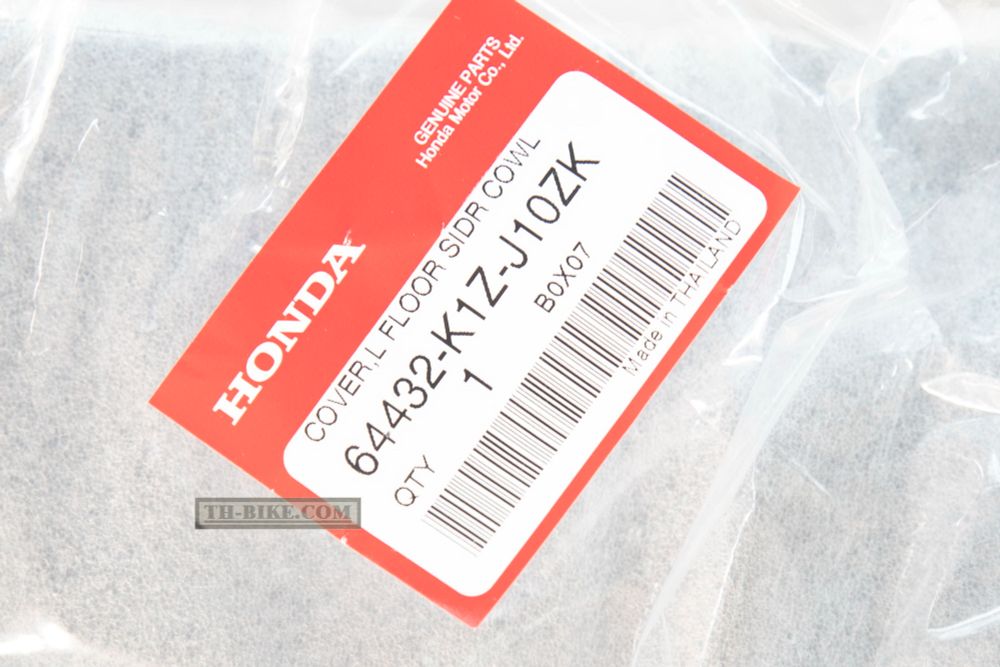 GENUINE PARTS
Honda Motor Co., Ltd.
HONDA
COVER,L FLOOR SIDR COWL
64432-K1Z-J10ZK
QTY 1 B0X07
Made in THAILAND
TH-BIKE.COM